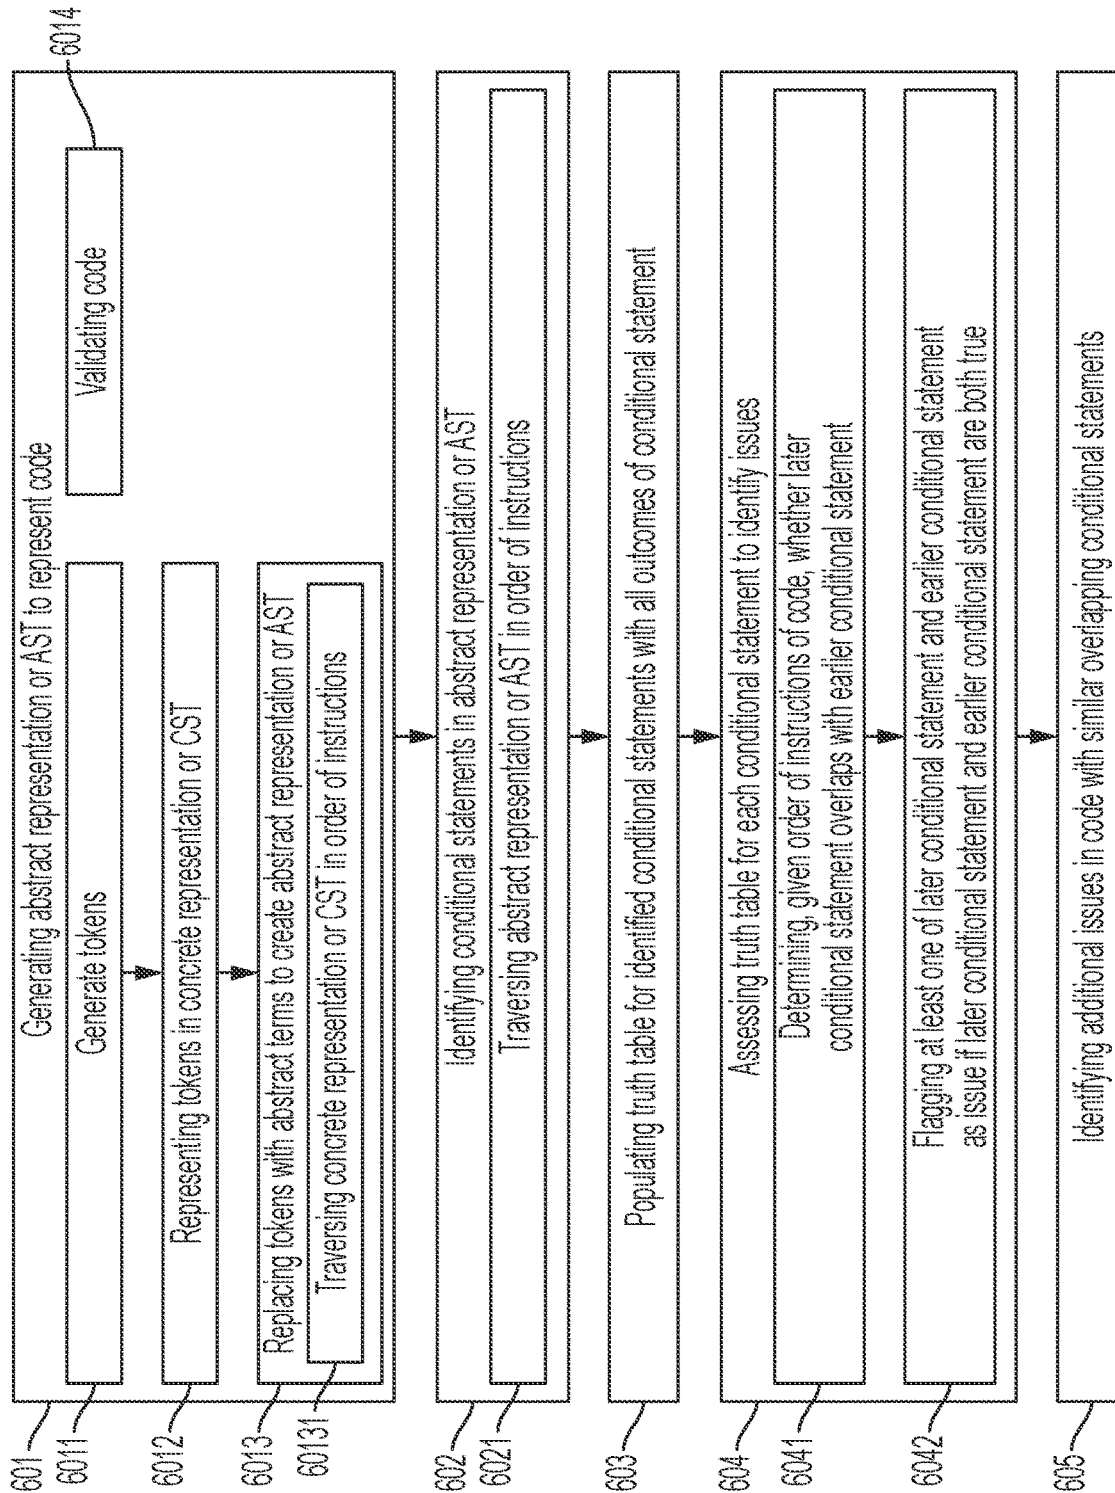 601
Generating abstract representation or AST to represent code
6011
Generate tokens
6014
Validating code
6012
Representing tokens in concrete representation or CST
6013
Replacing tokens with abstract terms to create abstract representation or AST
60131
Traversing concrete representation or CST in order of instructions
602
Identifying conditional statements in abstract representation or AST
6021
Traversing abstract representation or AST in order of instructions
603
Populating truth table for identified conditional statements with all outcomes of conditional statement
604
Assessing truth table for each conditional statement to identify issues
6041
Determining, given order of instructions of code, whether later
conditional statement overlaps with earlier conditional statement
6042
Flagging at least one of later conditional statement and earlier conditional statement
as issue if later conditional statement and earlier conditional statement are both true
605
Identifying additional issues in code with similar overlapping conditional statements